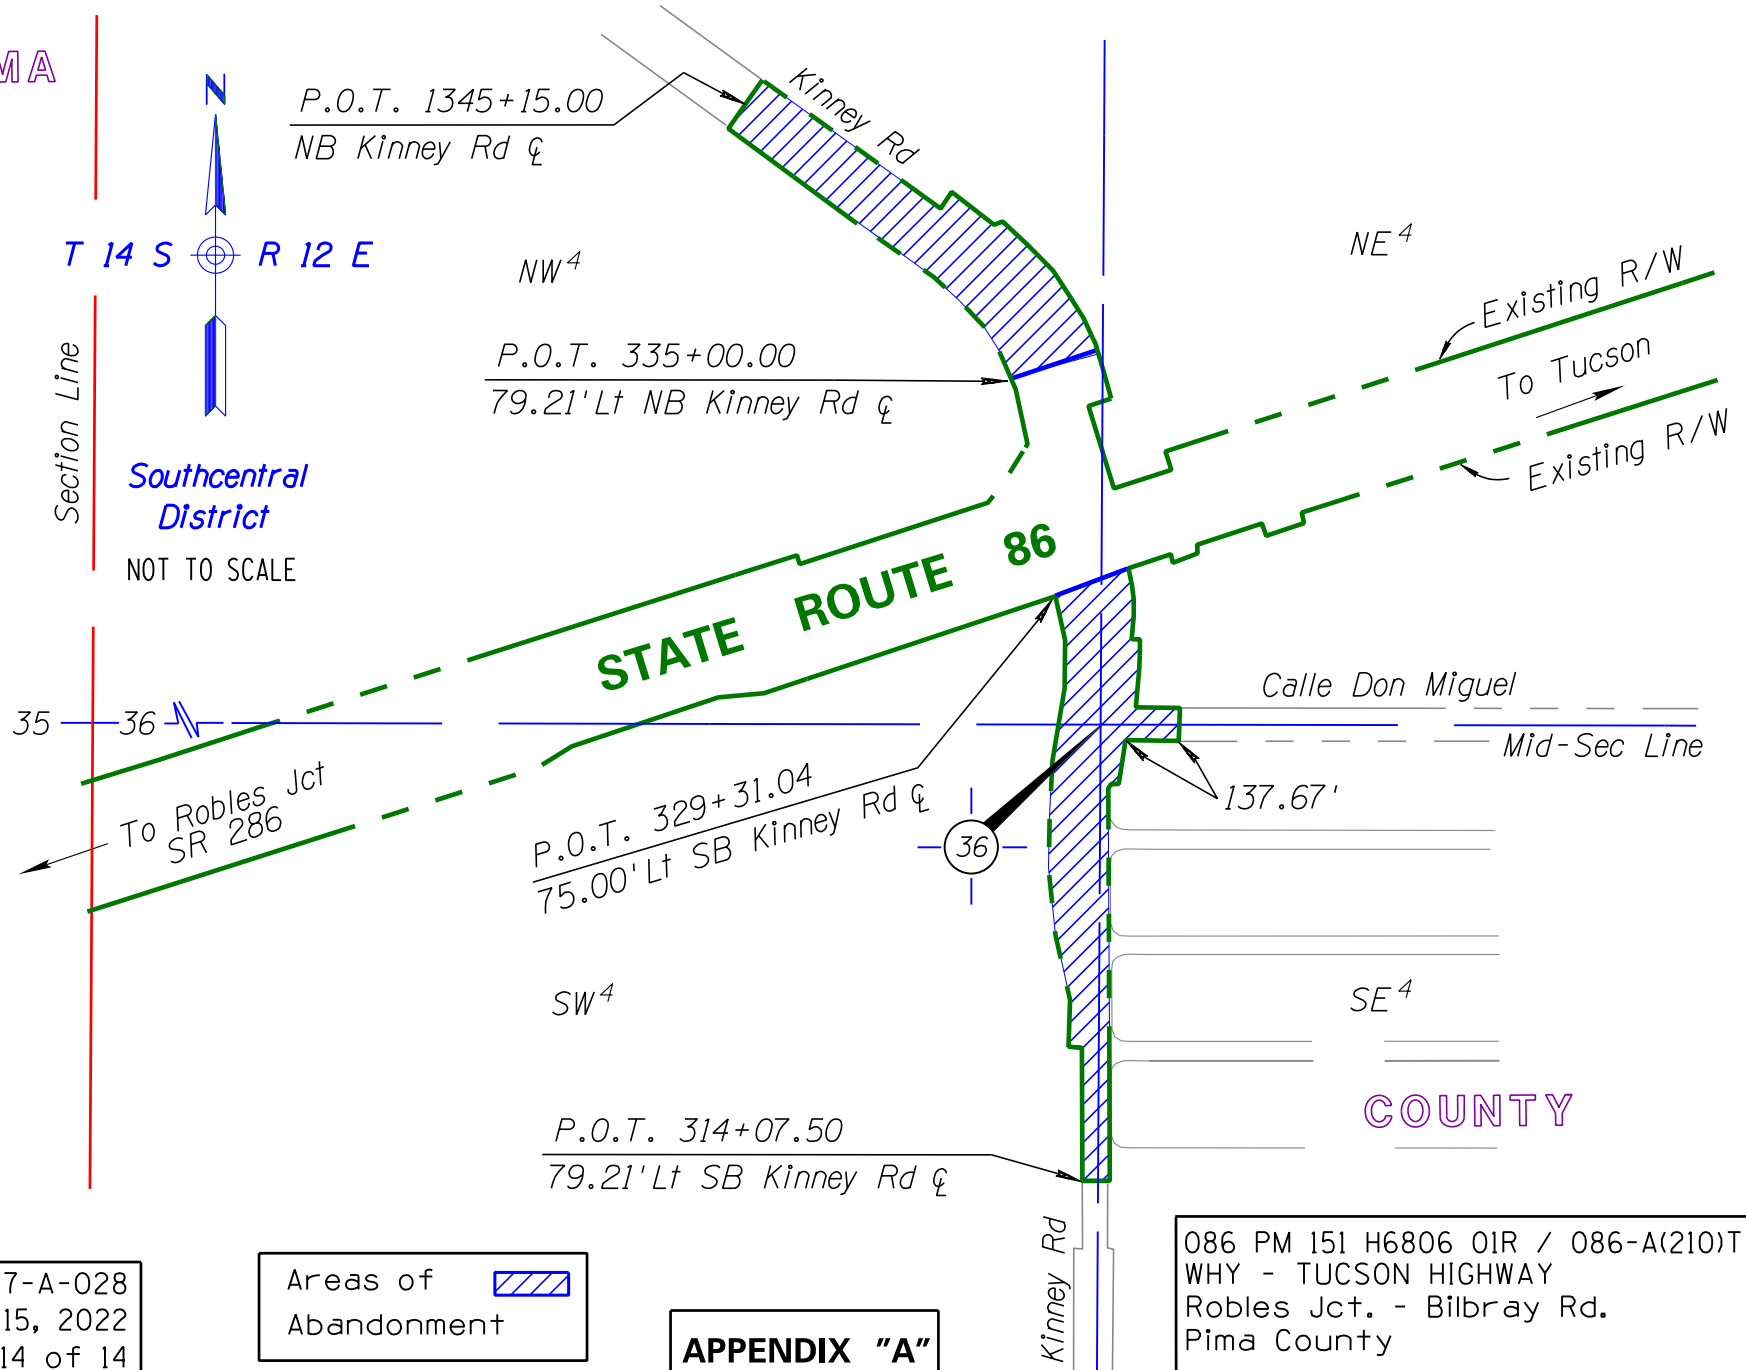 MA
N
T 14 S R 12 E
Section Line
Southcentral
District
NOT TO SCALE
P.O.T. 1345+15.00
NB Kinney Rd ℄
Kinney Rd
NW 4
NE 4
P.O.T. 335+00.00
79.21' Lt NB Kinney Rd ℄
Existing R/W
To Tucson
Existing R/W
STATE ROUTE 86
35 36
Calle Don Miguel
Mid-Sec Line
137.67'
To Robles Jct
SR 286
P.O.T. 329+31.04
75.00' Lt SB Kinney Rd ℄
36
SW 4
SE 4
COUNTY
P.O.T. 314+07.50
79.21' Lt SB Kinney Rd ℄
Kinney Rd
7-A-028
15, 2022
14 of 14
Areas of
Abandonment
APPENDIX "A"
086 PM 151 H6806 01R / 086-A(210)T
WHY - TUCSON HIGHWAY
Robles Jct. - Bilbray Rd.
Pima County